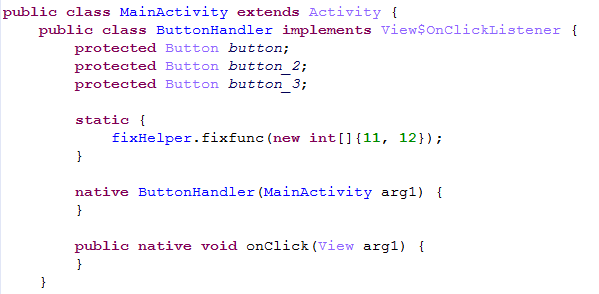 public class MainActivity extends Activity {
    public class ButtonHandler implements View$OnClickListener {
        protected Button button;
        protected Button button_2;
        protected Button button_3;

        static {
            fixHelper.fixfunc(new int[]{11, 12});
        }

        native ButtonHandler(MainActivity arg1) {
        }

        public native void onClick(View arg1) {
        }
    }